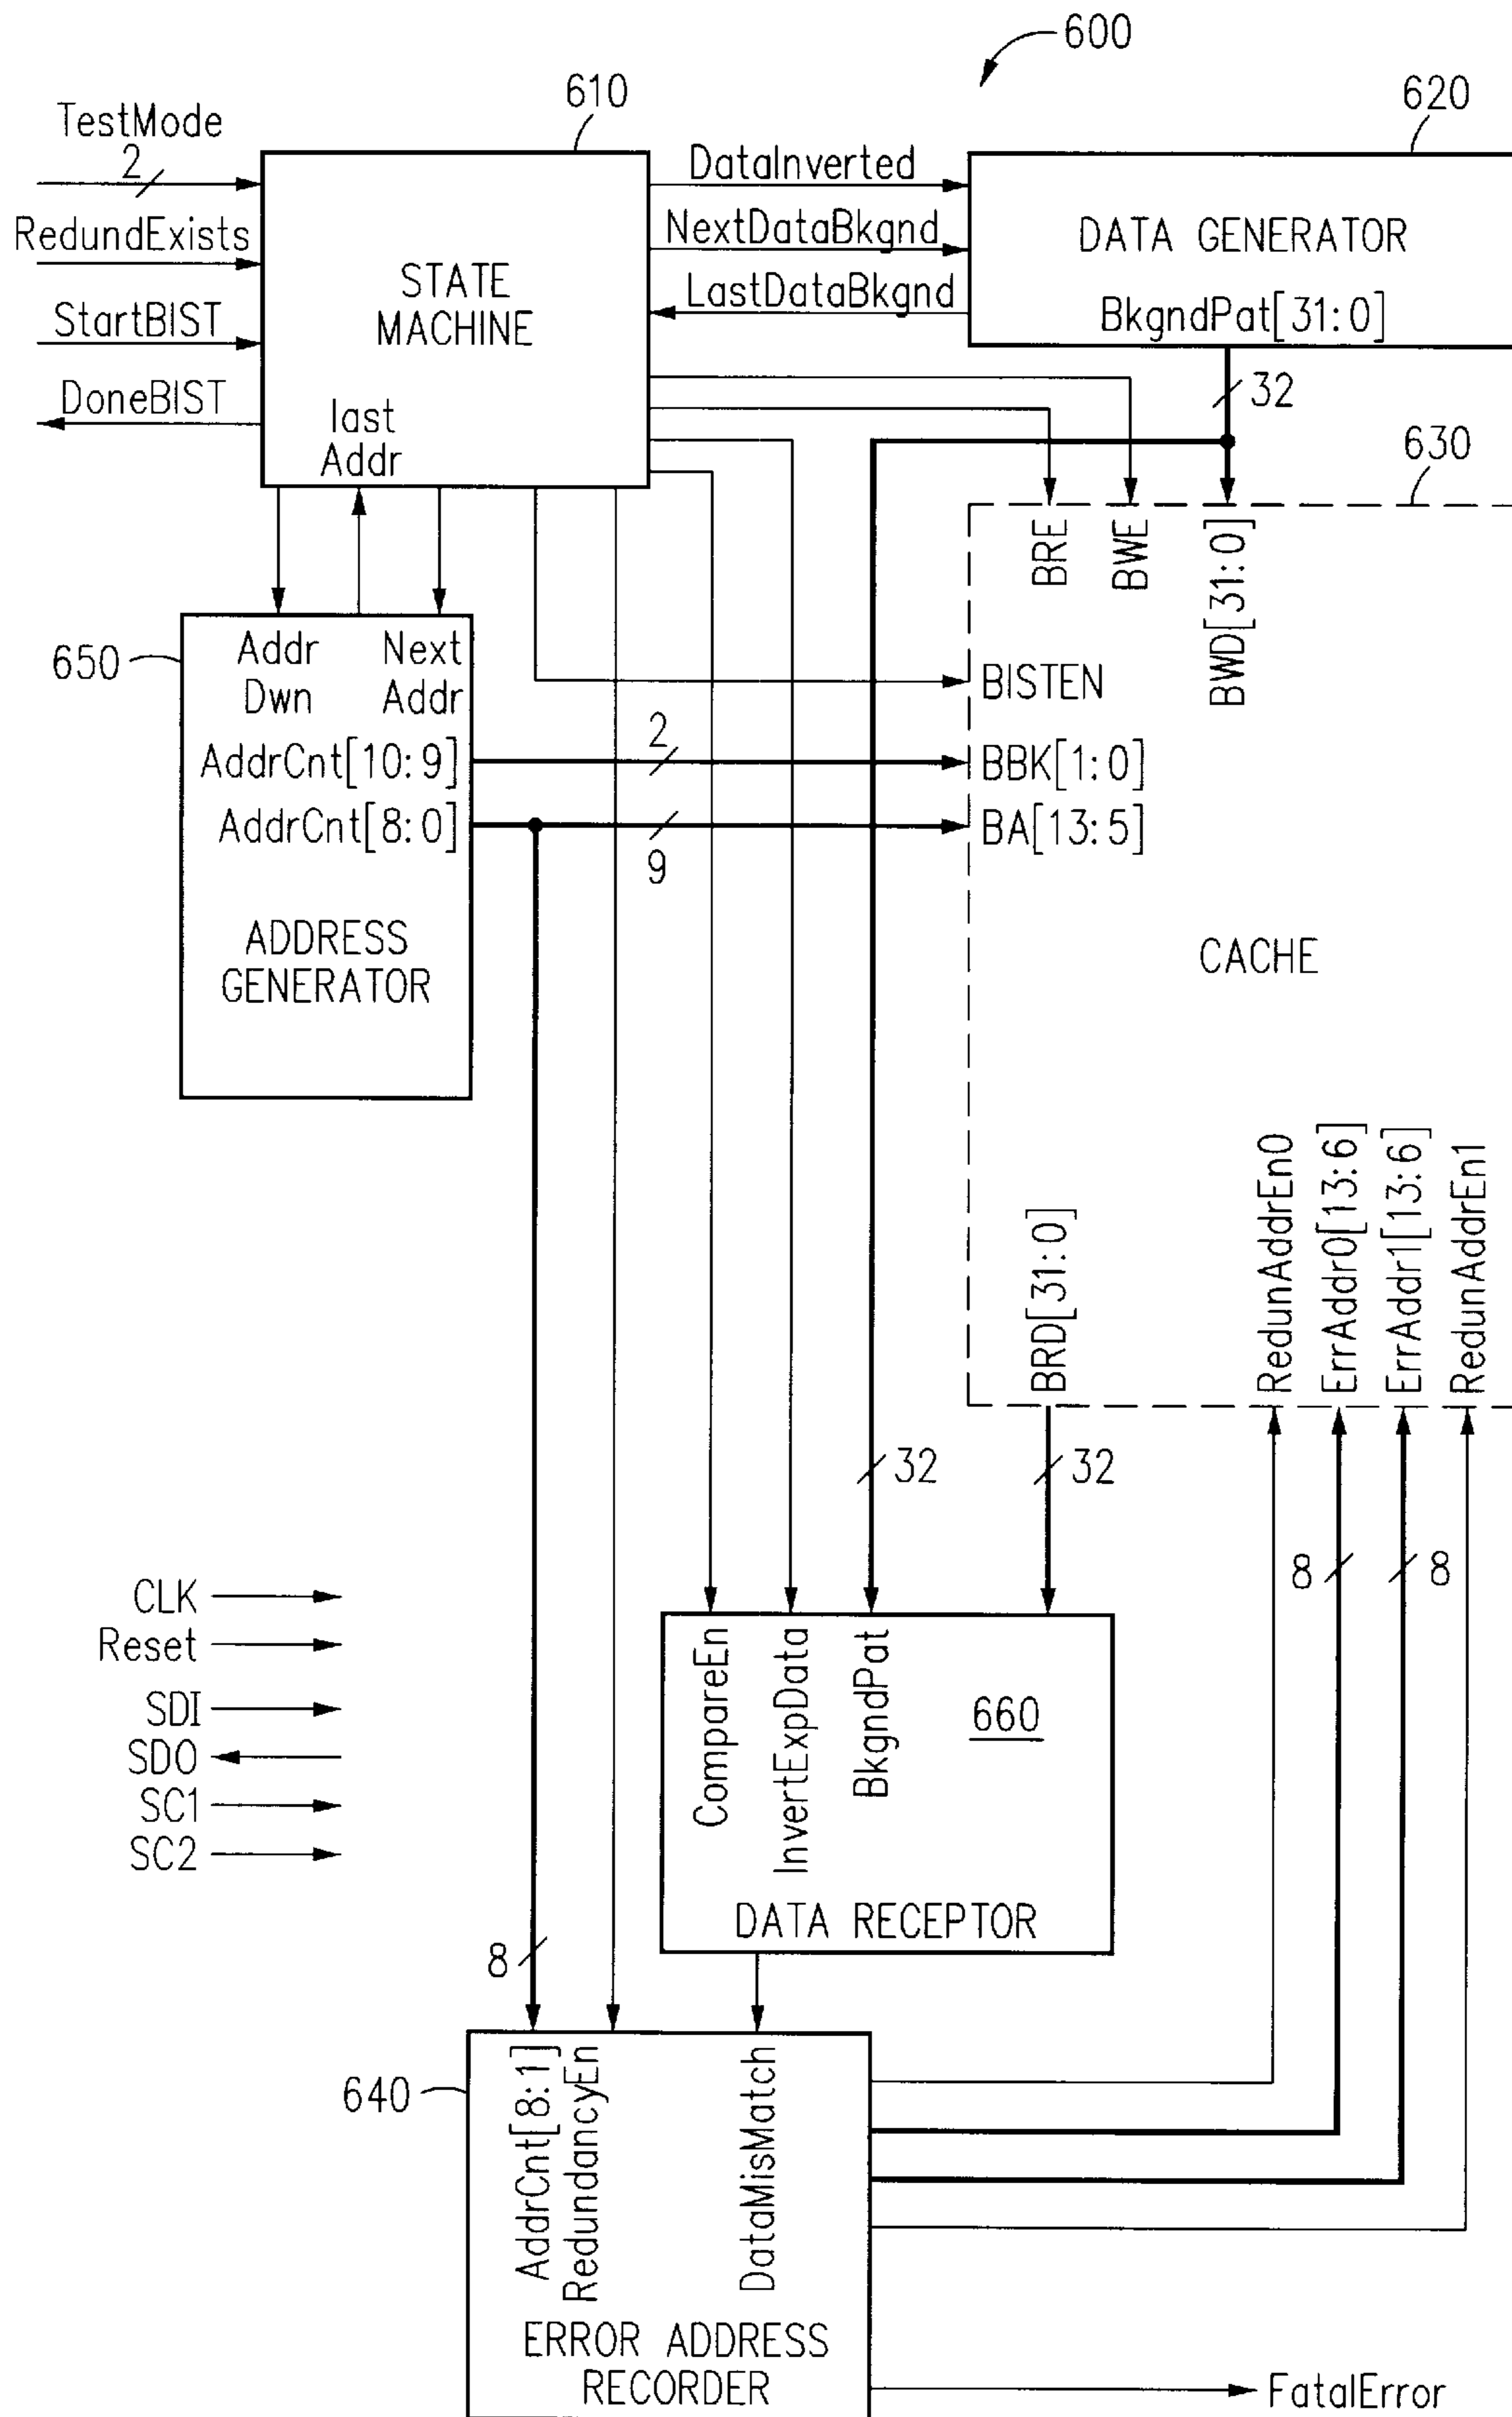 600
610
620
TestMode
2
RedundExists
StartBIST
DoneBIST
STATE
MACHINE
last
Addr
DataInverted
NextDataBkgnd
LastDataBkgnd
DATA GENERATOR
BkgndPat[31:0]
32
630
BRE
BWE
BWD[31:0]
650
Addr
Dwn
Next
Addr
AddrCnt[10:9]
AddrCnt[8:0]
ADDRESS
GENERATOR
2
9
BISTEN
BBK[1:0]
BA[13:5]
CACHE
BRD[31:0]
RedunAddrEn0
ErrAddr0[13:6]
ErrAddr1[13:6]
RedunAddrEn1
32
32
8
8
CLK
Reset
SDI
SDO
SC1
SC2
CompareEn
InvertExpData
BkgndPat
660
DATA RECEPTOR
8
640
AddrCnt[8:1]
RedundancyEn
DataMisMatch
ERROR ADDRESS
RECORDER
FatalError